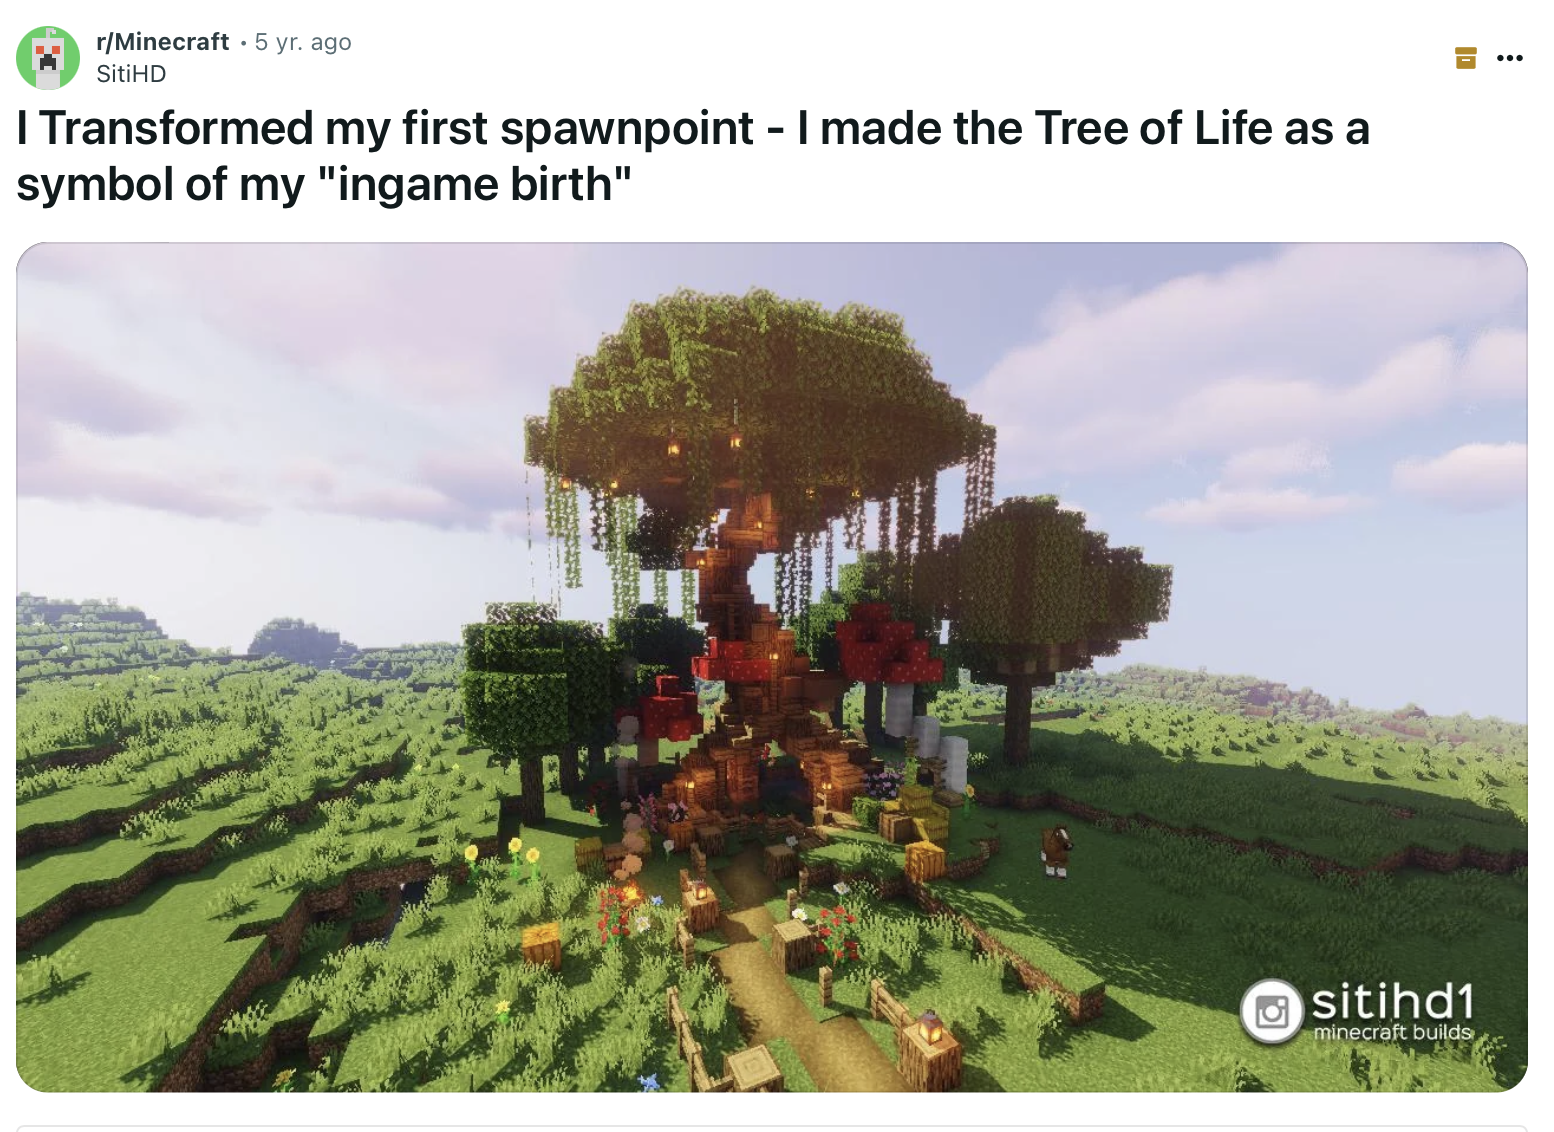 r/Minecraft • 5 yr. ago
SitiHD
I Transformed my first spawnpoint - I made the Tree of Life as a
symbol of my "ingame birth"
sitihd1
minecraft builds